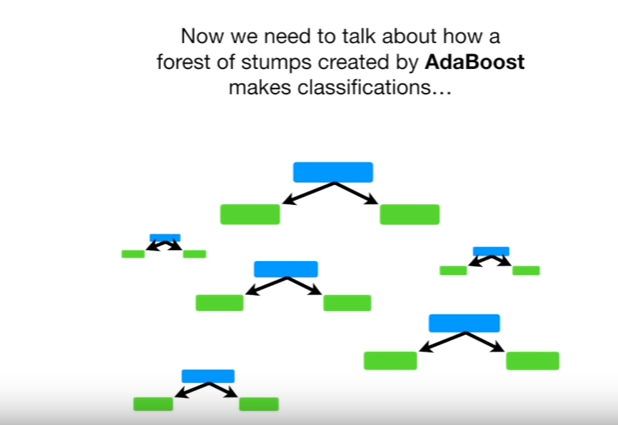 Now we need to talk about how a
forest of stumps created by AdaBoost
makes classifications…